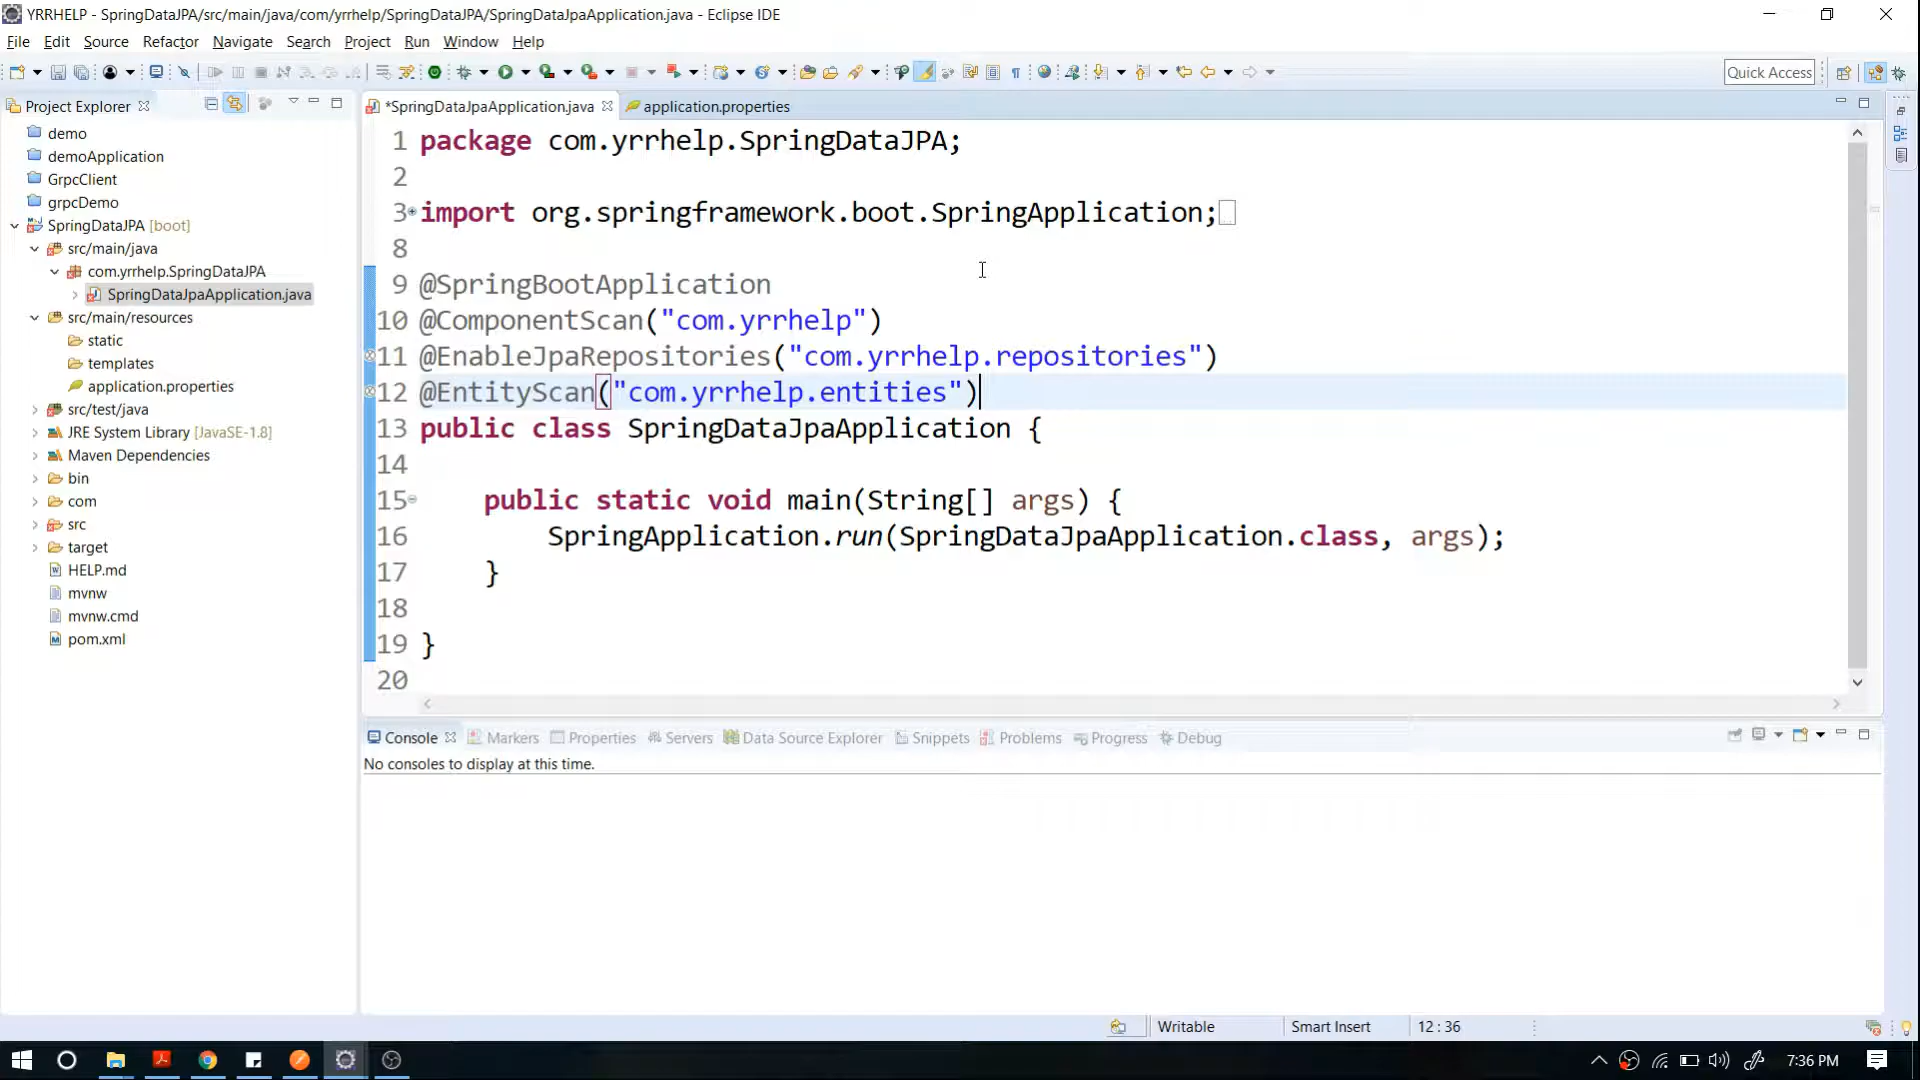 YRRHELP - SpringDataJPA/src/main/java/com/yrrhelp/SpringDataJPA/SpringDataJpaApplication.java - Eclipse IDE
File Edit Source Refactor Navigate Search Project Run Window Help
Quick Access
Project Explorer
demo
demoApplication
GrpcClient
grpcDemo
SpringDataJPA [boot]
src/main/java
com.yrrhelp.SpringDataJPA
SpringDataJpaApplication.java
src/main/resources
static
templates
application.properties
src/test/java
JRE System Library [JavaSE-1.8]
Maven Dependencies
bin
com
src
target
HELP.md
mvnw
mvnw.cmd
pom.xml
*SpringDataJpaApplication.java application.properties
1 package com.yrrhelp.SpringDataJPA;
2
3 import org.springframework.boot.SpringApplication;
8
9 @SpringBootApplication
10 @ComponentScan("com.yrrhelp")
11 @EnableJpaRepositories("com.yrrhelp.repositories")
12 @EntityScan("com.yrrhelp.entities")
13 public class SpringDataJpaApplication {
14
15 public static void main(String[] args) {
16 SpringApplication.run(SpringDataJpaApplication.class, args);
17 }
18
19 }
20
Console Markers Properties Servers Data Source Explorer Snippets Problems Progress Debug
No consoles to display at this time.
Writable Smart Insert 12 : 36
7:36 PM